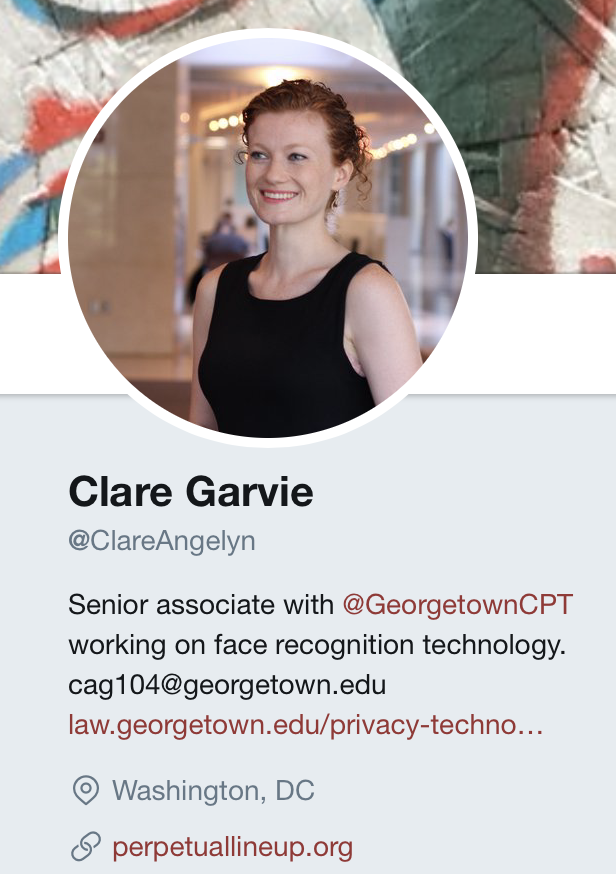 Clare Garvie
@ClareAngelyn
Senior associate with @GeorgetownCPT
working on face recognition technology.
cag104@georgetown.edu
law.georgetown.edu/privacy-techno…
Washington, DC
perpetuallineup.org